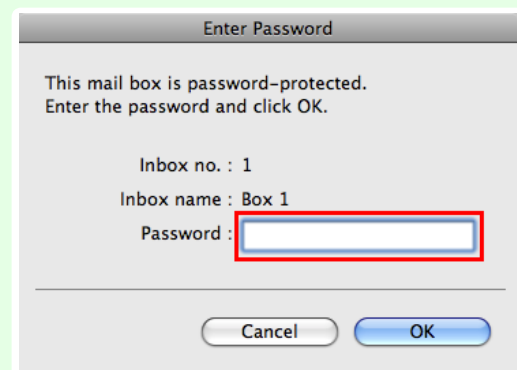 Enter Password
This mail box is password-protected.
Enter the password and click OK.
Inbox no. : 1
Inbox name : Box 1
Password :
Cancel OK